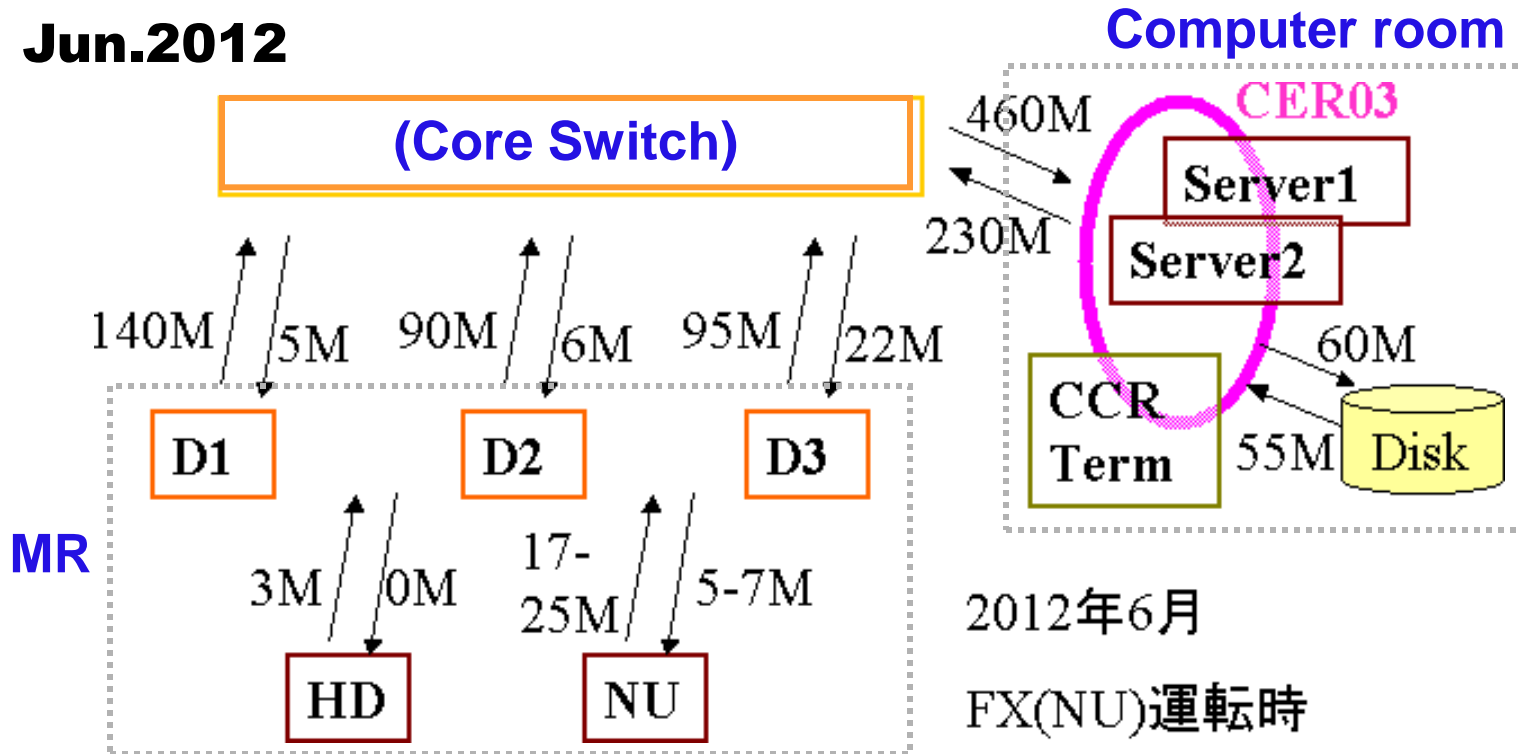 Jun.2012
Computer room
(Core Switch)
460M
CER03
Server1
230M
Server2
140M
5M
90M
6M
95M
22M
60M
CCR
Term
55M
Disk
D1
D2
D3
MR
3M
0M
17-
25M
5-7M
HD
NU
2012年6月
FX(NU)運転時